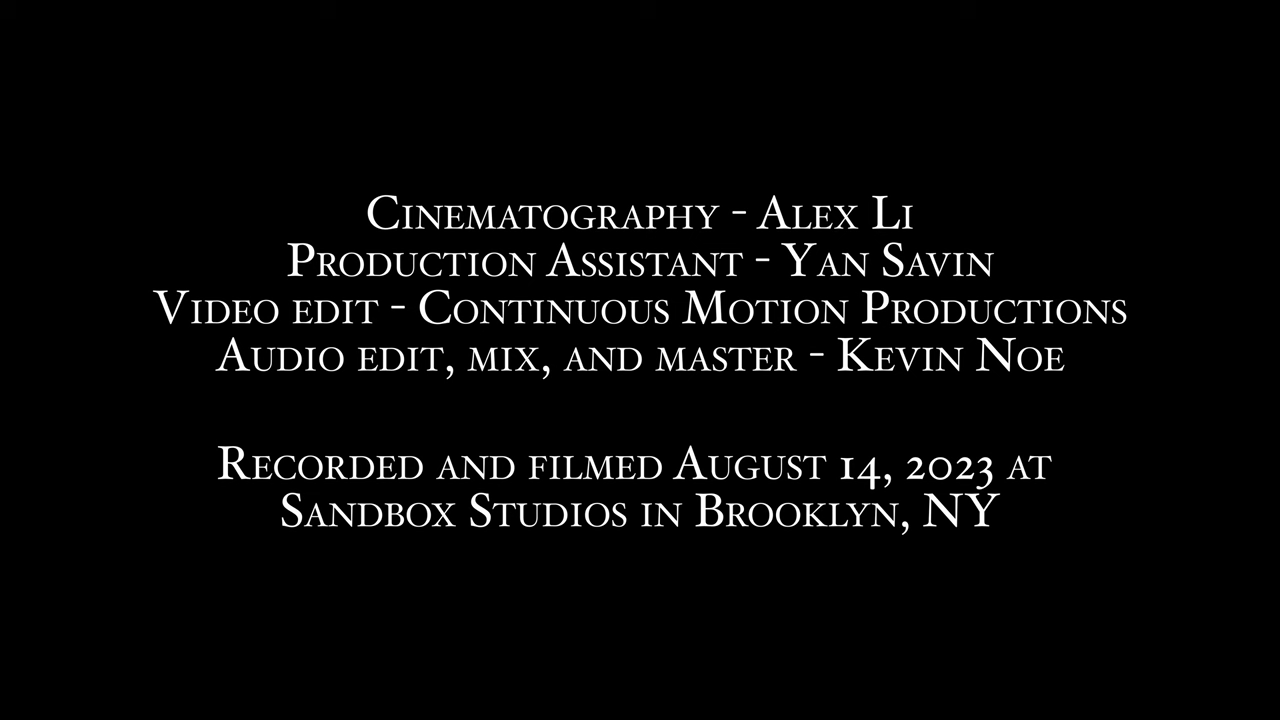 Cinematography - Alex Li
Production Assistant - Yan Savin
Video edit - Continuous Motion Productions
Audio edit, mix, and master - Kevin Noe
Recorded and filmed August 14, 2023 at
Sandbox Studios in Brooklyn, NY